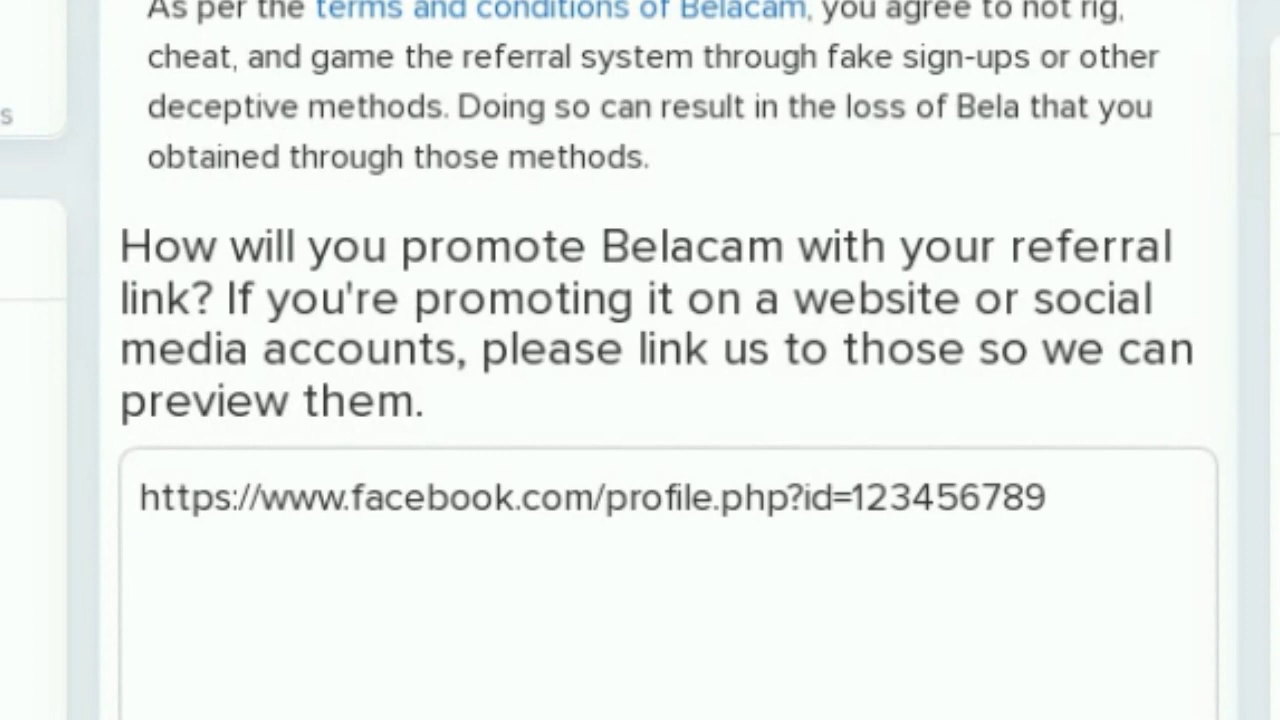 As per the terms and conditions of Belacam, you agree to not rig,
cheat, and game the referral system through fake sign-ups or other
deceptive methods. Doing so can result in the loss of Bela that you
s
obtained through those methods.
How will you promote Belacam with your referral
link? If you're promoting it on a website or social
media accounts, please link us to those so we can
preview them.
https://www.facebook.com/profile.php?id=123456789